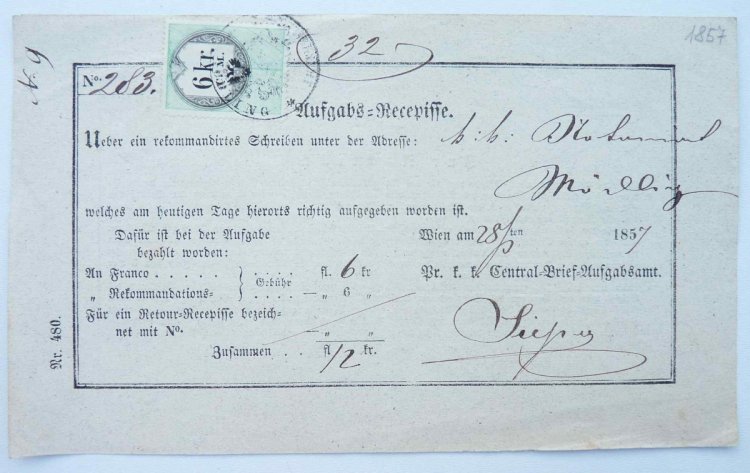 32
1857
N. 9
No. 283.
6 kr.
C.M.
Aufgabs=Recepisse.
Ueber ein rekommandirtes Schreiben unter der Adresse: k: k: Notariat
Mödling
welches am heutigen Tage hierorts richtig aufgegeben worden ist.
Dafür ist bei der Aufgabe
bezahlt worden:
Wien am 28/ten 1857
An Franco . . . . . } Gebühr . . . . fl. 6 kr
Pr. k. k. Central=Brief=Aufgabsamt.
„ Rekommandations= . . . . —„ 6 „
Für ein Retour=Recepisse bezeich=
net mit No. —„ „
Zusammen . . fl 12 kr.
Nr. 480.